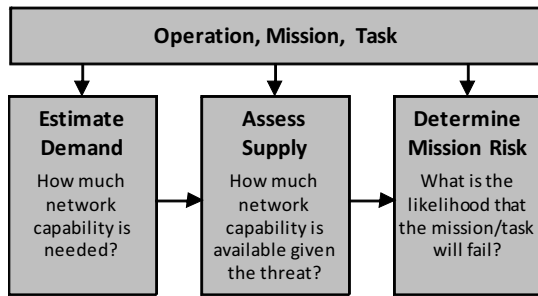 Operation, Mission, Task
Estimate
Demand
How much
network
capability is
needed?
Assess
Supply
How much
network
capability is
available given
the threat?
Determine
Mission Risk
What is the
likelihood that
the mission/task
will fail?